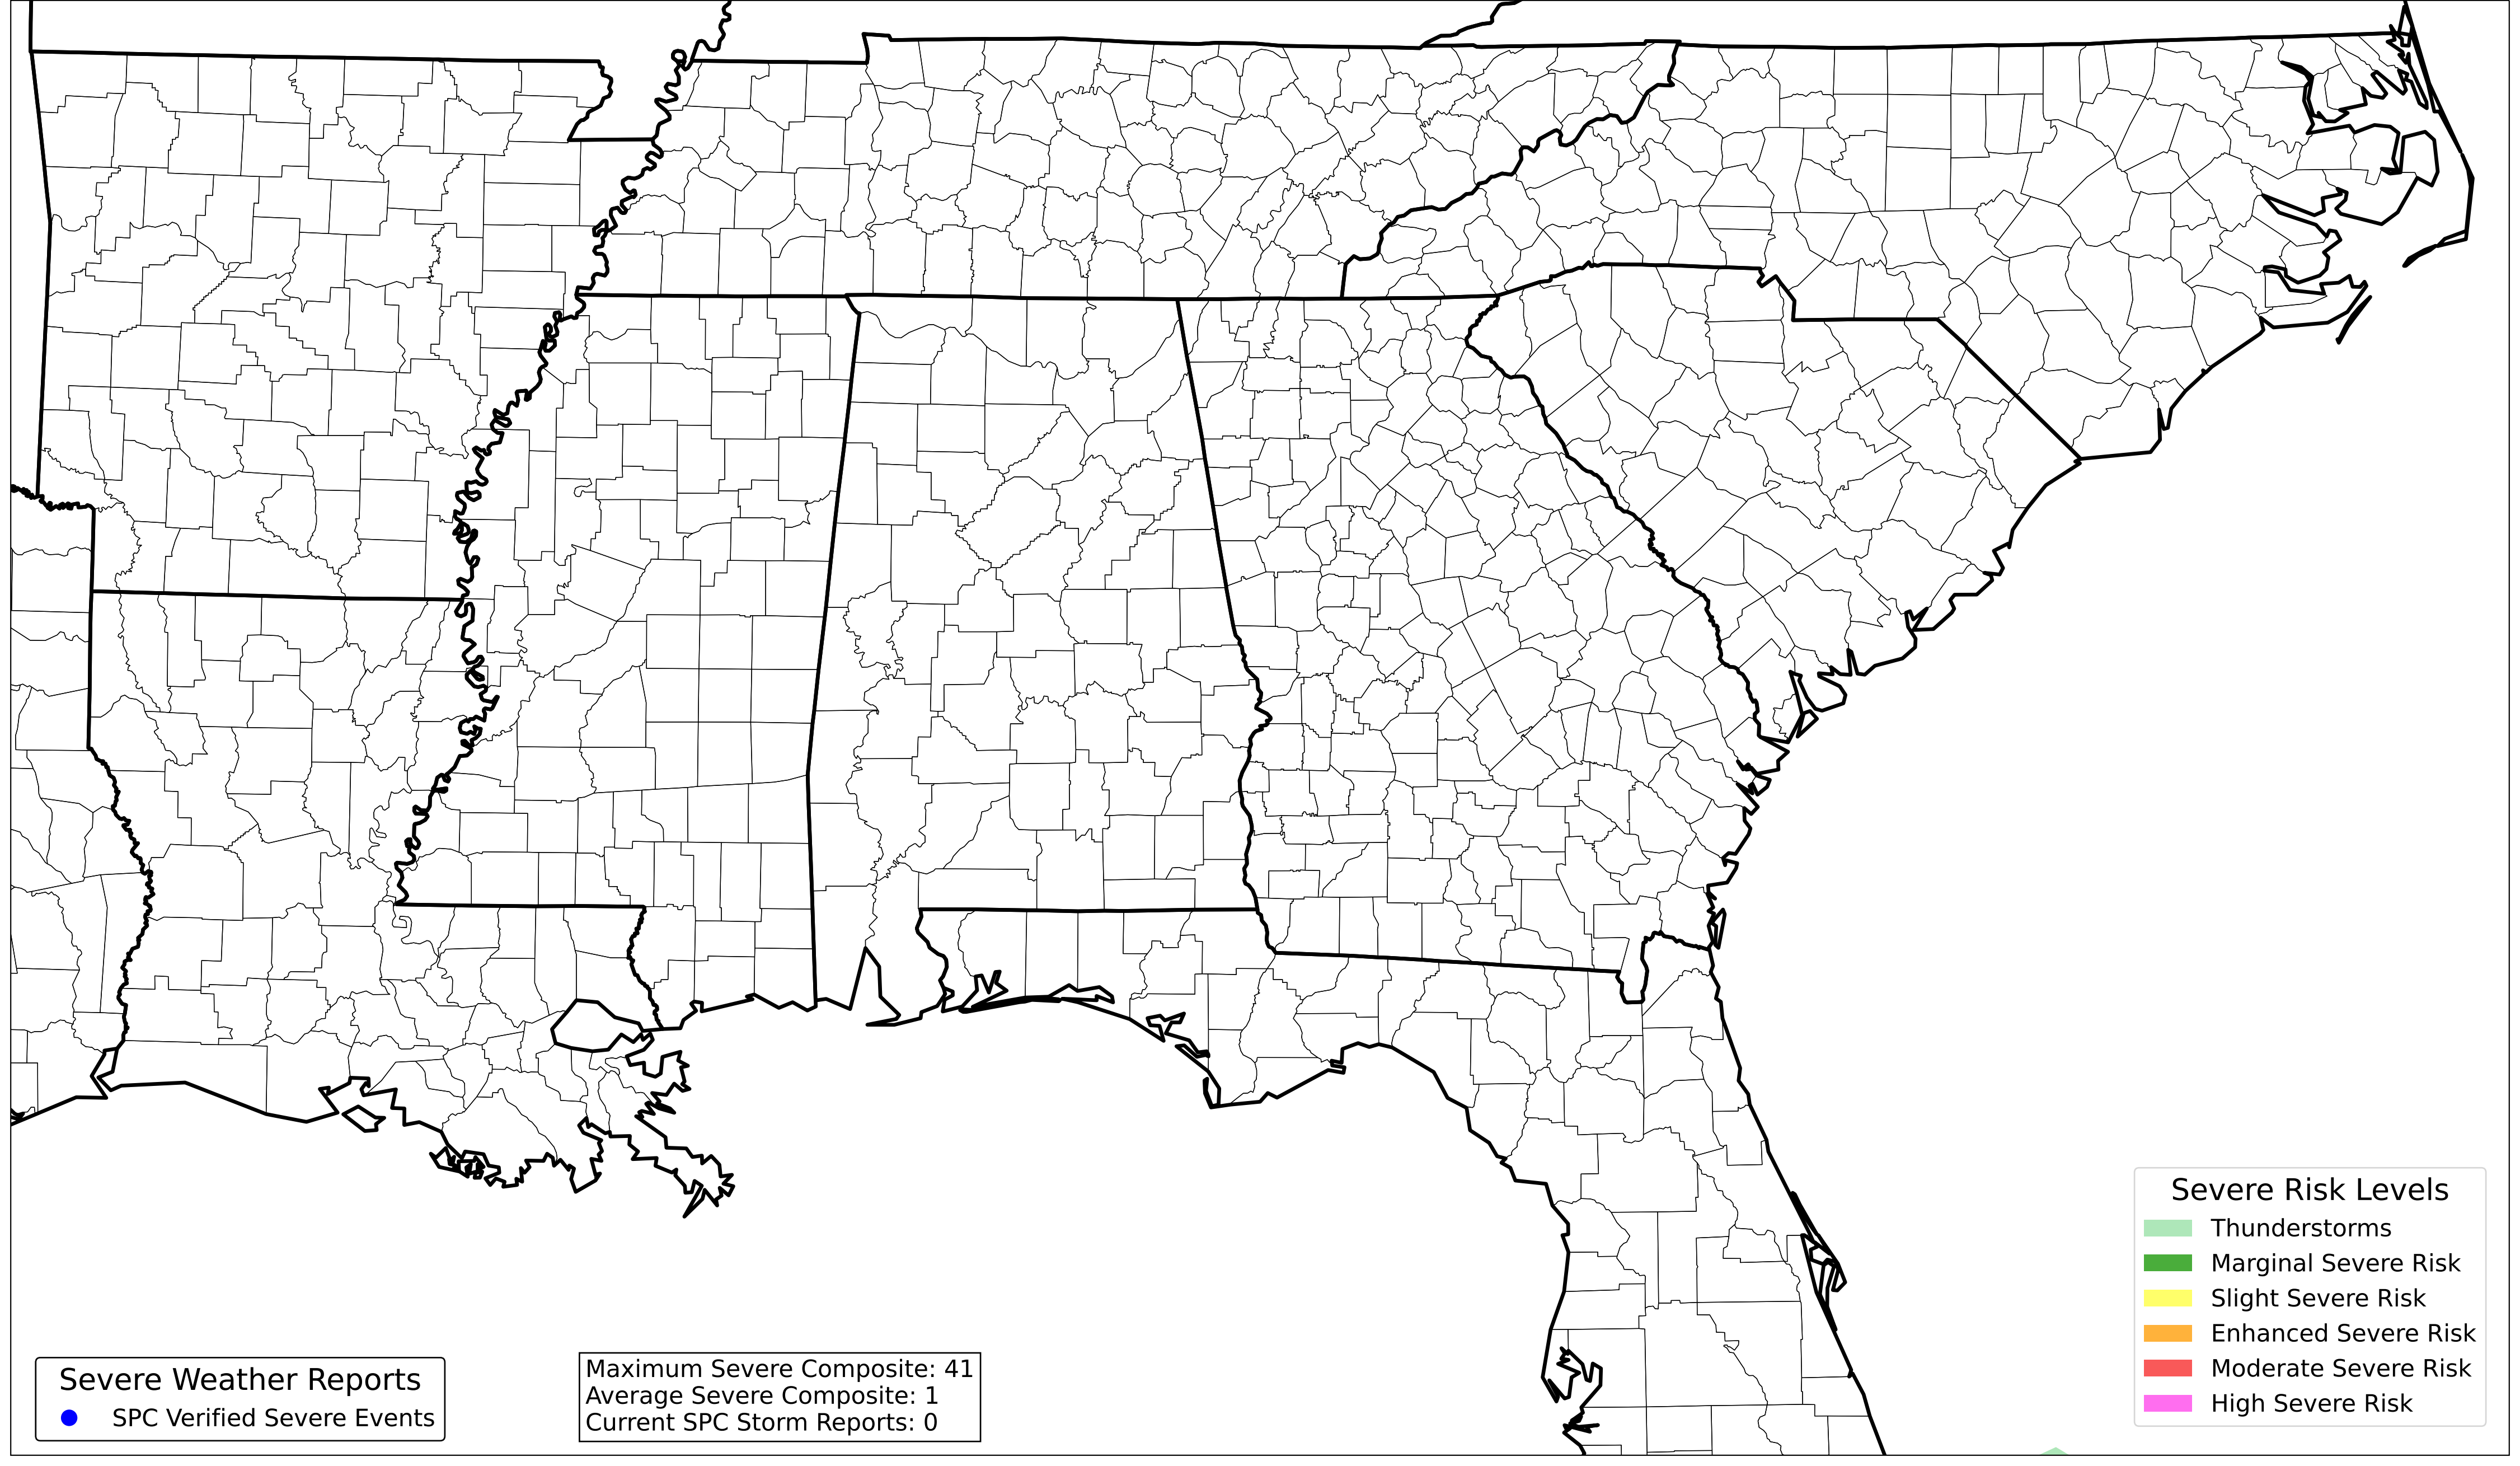 Severe Risk Levels
Thunderstorms
Marginal Severe Risk
Slight Severe Risk
Enhanced Severe Risk
Moderate Severe Risk
High Severe Risk
Severe Weather Reports
SPC Verified Severe Events
Maximum Severe Composite: 41
Average Severe Composite: 1
Current SPC Storm Reports: 0